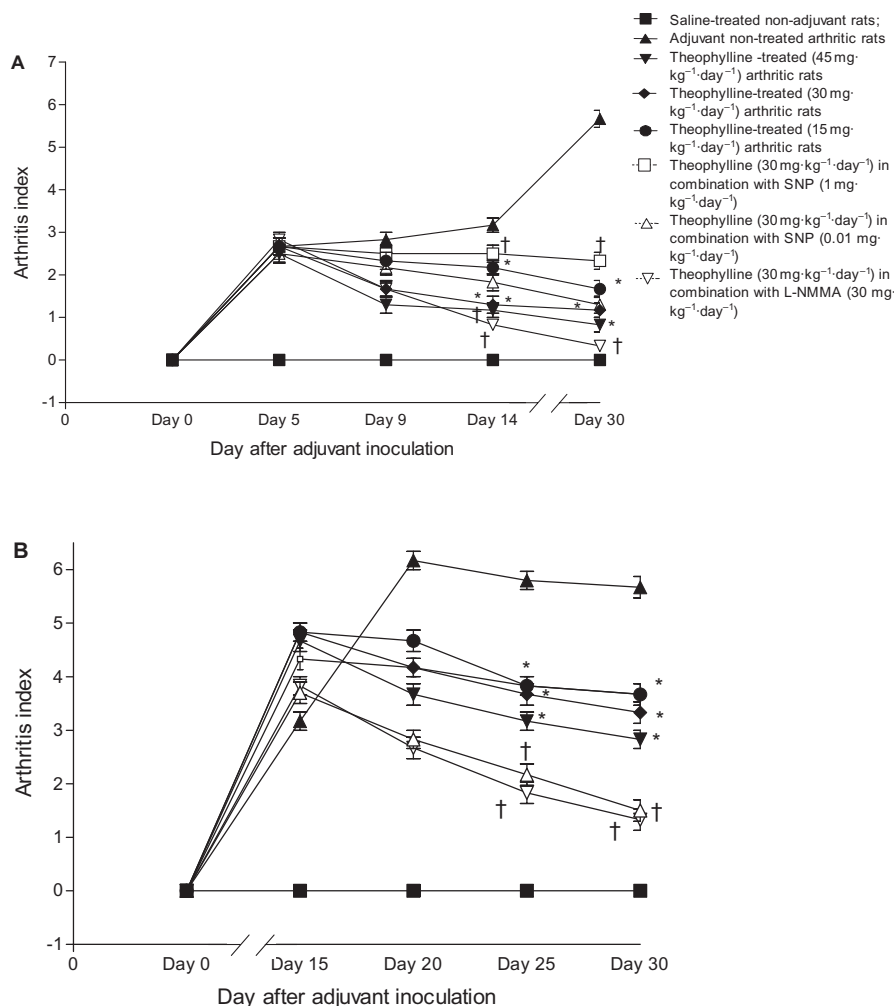 Saline-treated non-adjuvant rats;
Adjuvant non-treated arthritic rats
Theophylline -treated (45 mg·
kg⁻¹·day⁻¹) arthritic rats
Theophylline-treated (30 mg·
kg⁻¹·day⁻¹) arthritic rats
Theophylline-treated (15 mg·
kg⁻¹·day⁻¹) arthritic rats
Theophylline (30 mg·kg⁻¹·day⁻¹) in
combination with SNP (1 mg·
kg⁻¹·day⁻¹)
Theophylline (30 mg·kg⁻¹·day⁻¹) in
combination with SNP (0.01 mg·
kg⁻¹·day⁻¹)
Theophylline (30 mg·kg⁻¹·day⁻¹) in
combination with L-NMMA (30 mg·
kg⁻¹·day⁻¹)
A
Arthritis index
7
6
5
4
3
2
1
0
-1
† †
* *
* * *
† *
† †
0 Day 0 Day 5 Day 9 Day 14 Day 30
Day after adjuvant inoculation
B
Arthritis index
6
5
4
3
2
1
0
-1
* *
* *
* *
†
† †
†
0 Day 0 Day 15 Day 20 Day 25 Day 30
Day after adjuvant inoculation